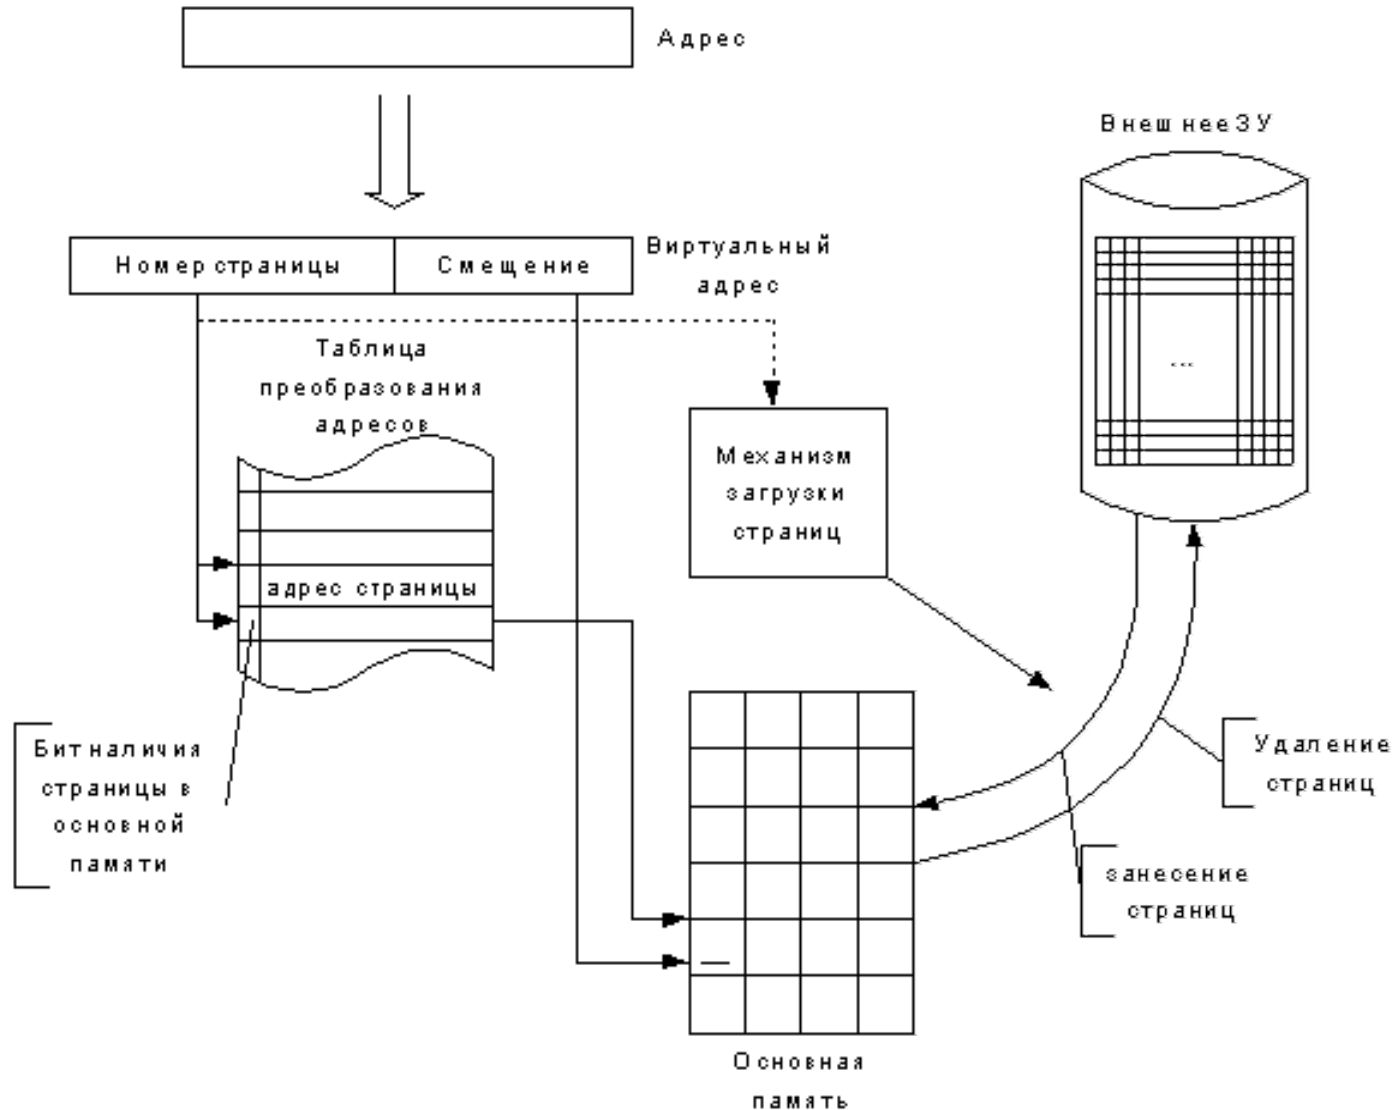 Адрес
Внешнее ЗУ
Номер страницы
Смещение
Виртуальный
адрес
Таблица
преобразования
адресов
...
Механизм
загрузки
страниц
адрес страницы
Бит наличия
страницы в
основной
памяти
Удаление
страниц
занесение
страниц
Основная
память